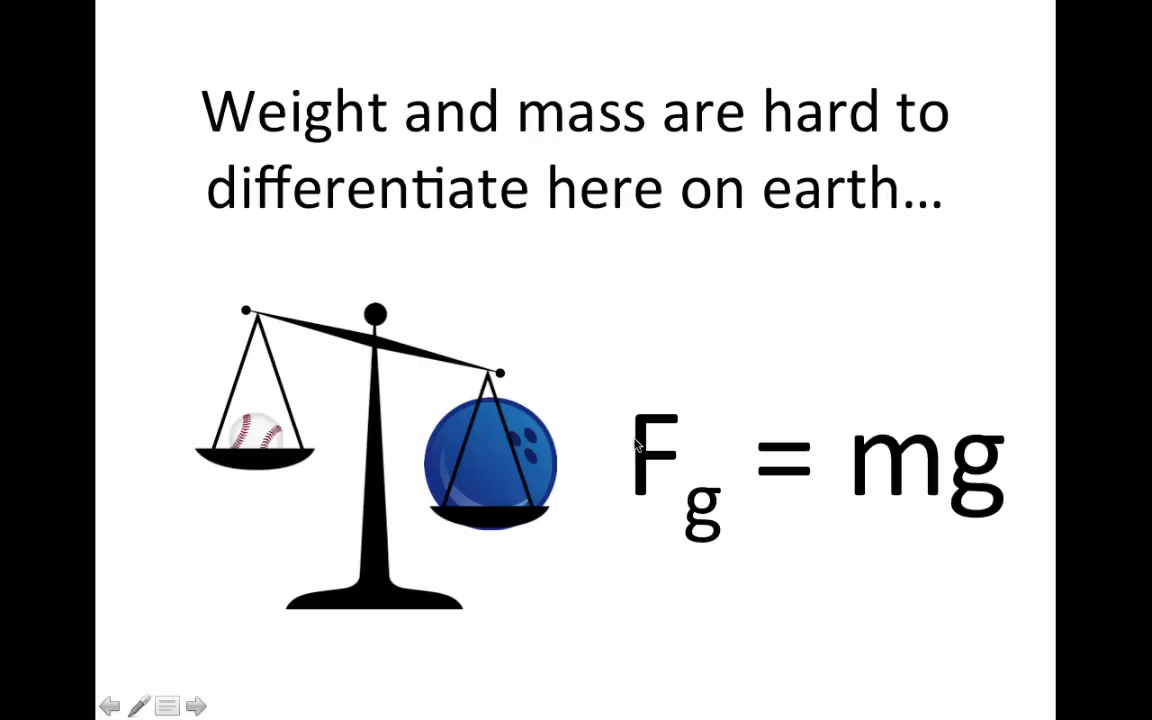 Weight and mass are hard to
differentiate here on earth...
Fg = mg